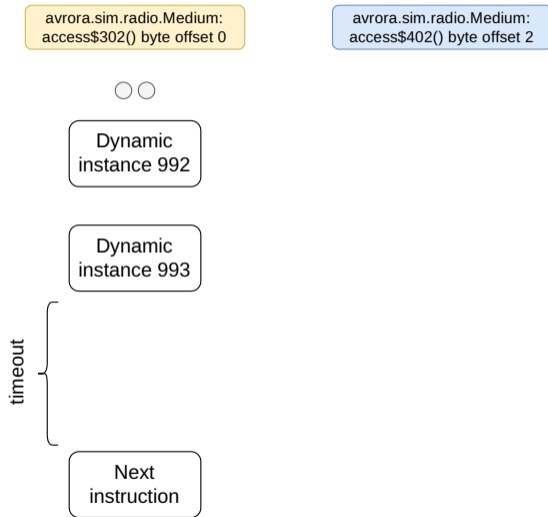 avrora.sim.radio.Medium:
access$302() byte offset 0
avrora.sim.radio.Medium:
access$402() byte offset 2
Dynamic
instance 992
Dynamic
instance 993
timeout
Next
instruction